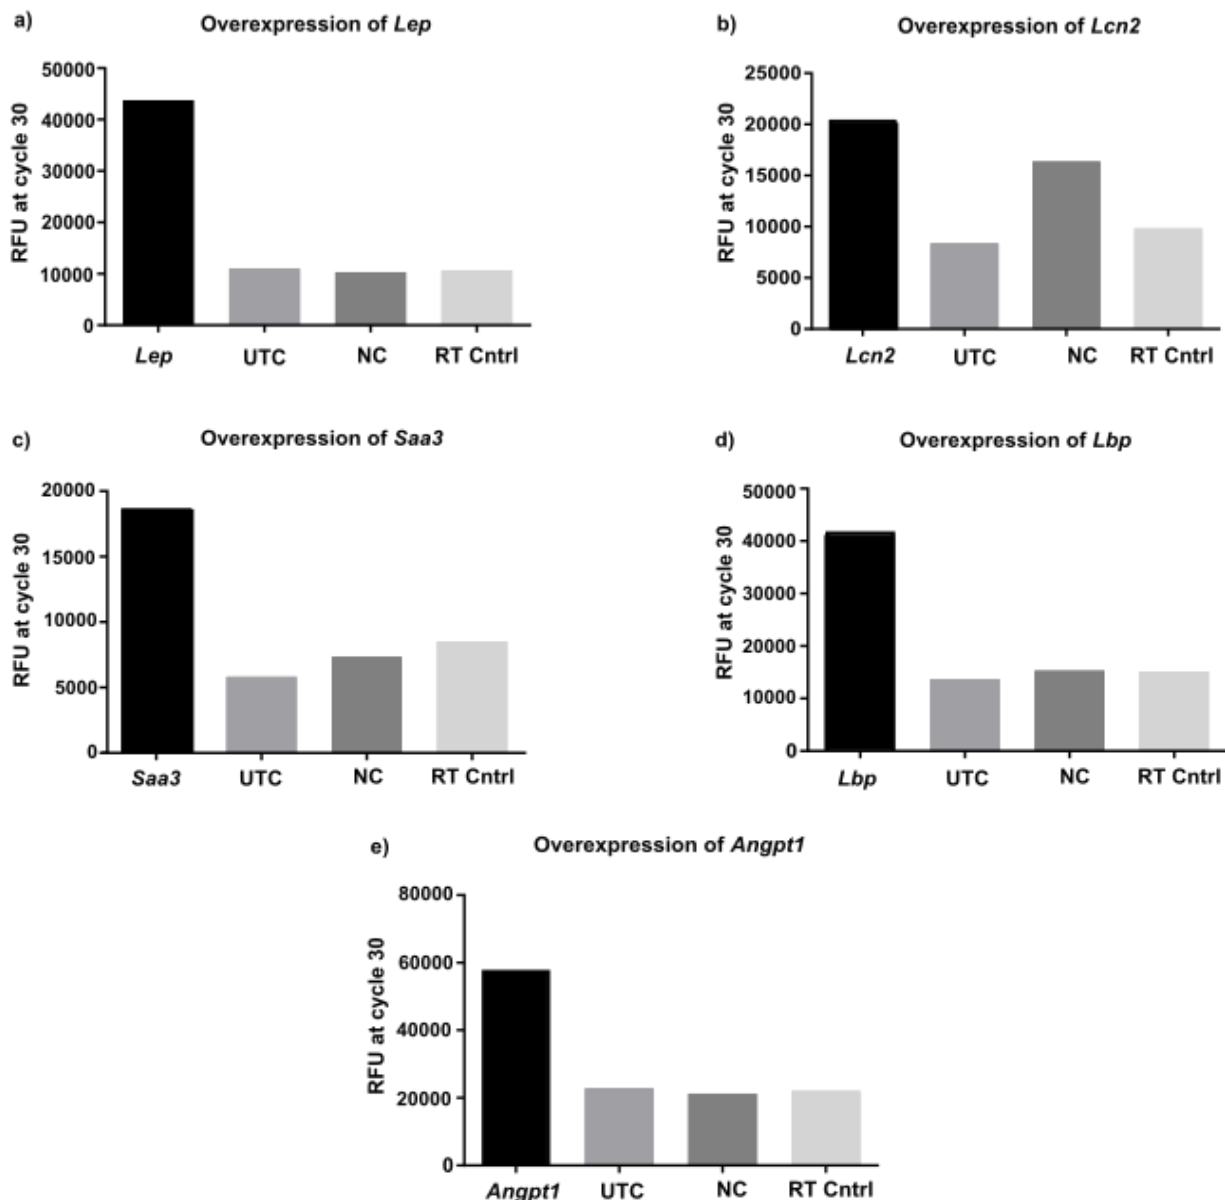 a)
Overexpression of Lep
RFU at cycle 30
50000
40000
30000
20000
10000
0
Lep UTC NC RT Cntrl
b)
Overexpression of Lcn2
RFU at cycle 30
25000
20000
15000
10000
5000
0
Lcn2 UTC NC RT Cntrl
c)
Overexpression of Saa3
RFU at cycle 30
20000
15000
10000
5000
0
Saa3 UTC NC RT Cntrl
d)
Overexpression of Lbp
RFU at cycle 30
50000
40000
30000
20000
10000
0
Lbp UTC NC RT Cntrl
e)
Overexpression of Angpt1
RFU at cycle 30
80000
60000
40000
20000
0
Angpt1 UTC NC RT Cntrl